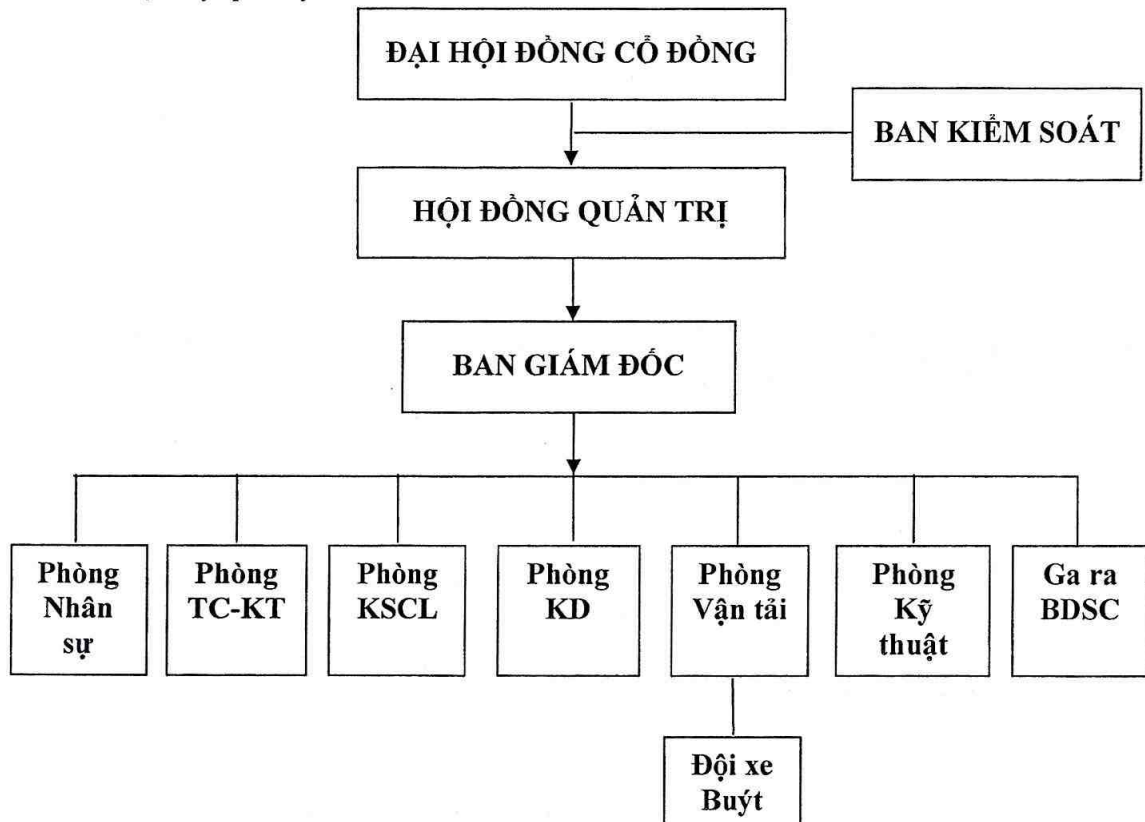 ĐẠI HỘI ĐỒNG CỔ ĐỒNG
BAN KIỂM SOÁT
HỘI ĐỒNG QUẢN TRỊ
BAN GIÁM ĐỐC
Phòng
Nhân
sự
Phòng
TC-KT
Phòng
KSCL
Phòng
KD
Phòng
Vận tải
Phòng
Kỹ
thuật
Ga ra
BDSC
Đội xe
Buýt